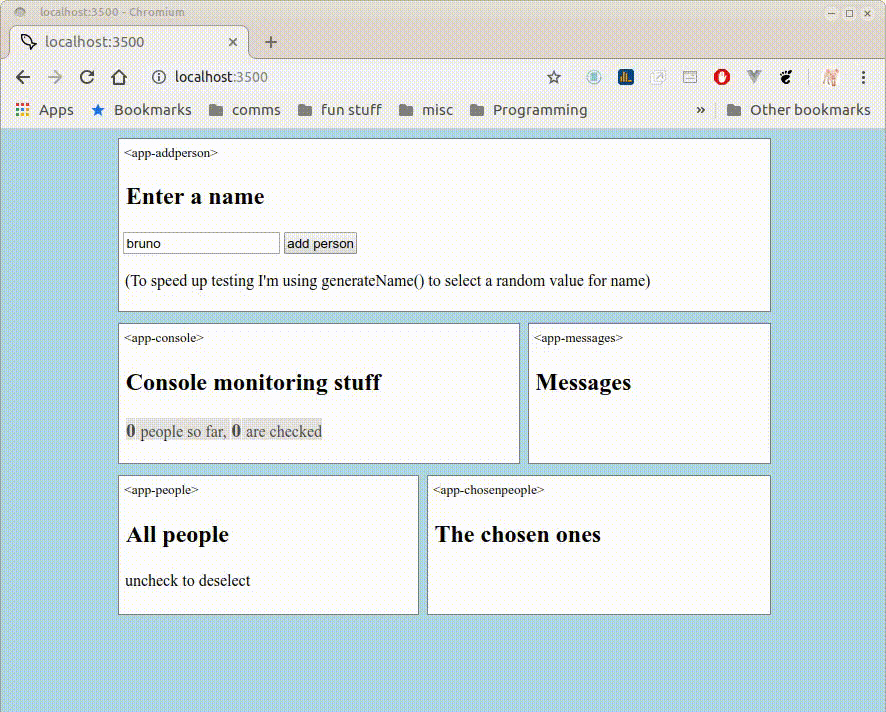 localhost:3500 - Chromium
localhost:3500
localhost:3500
Apps Bookmarks comms fun stuff misc Programming » Other bookmarks
<app-addperson>
Enter a name
bruno add person
(To speed up testing I'm using generateName() to select a random value for name)
<app-console>
Console monitoring stuff
0 people so far, 0 are checked
<app-messages>
Messages
<app-people>
All people
uncheck to deselect
<app-chosenpeople>
The chosen ones